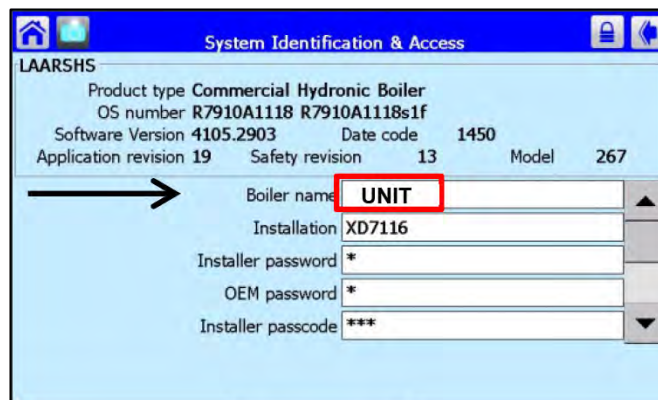 System Identification & Access
LAARSHS
Product type Commercial Hydronic Boiler
OS number R7910A1118 R7910A1118s1f
Software Version 4105.2903 Date code 1450
Application revision 19 Safety revision 13 Model 267
Boiler name UNIT
Installation XD7116
Installer password *
OEM password *
Installer passcode ***